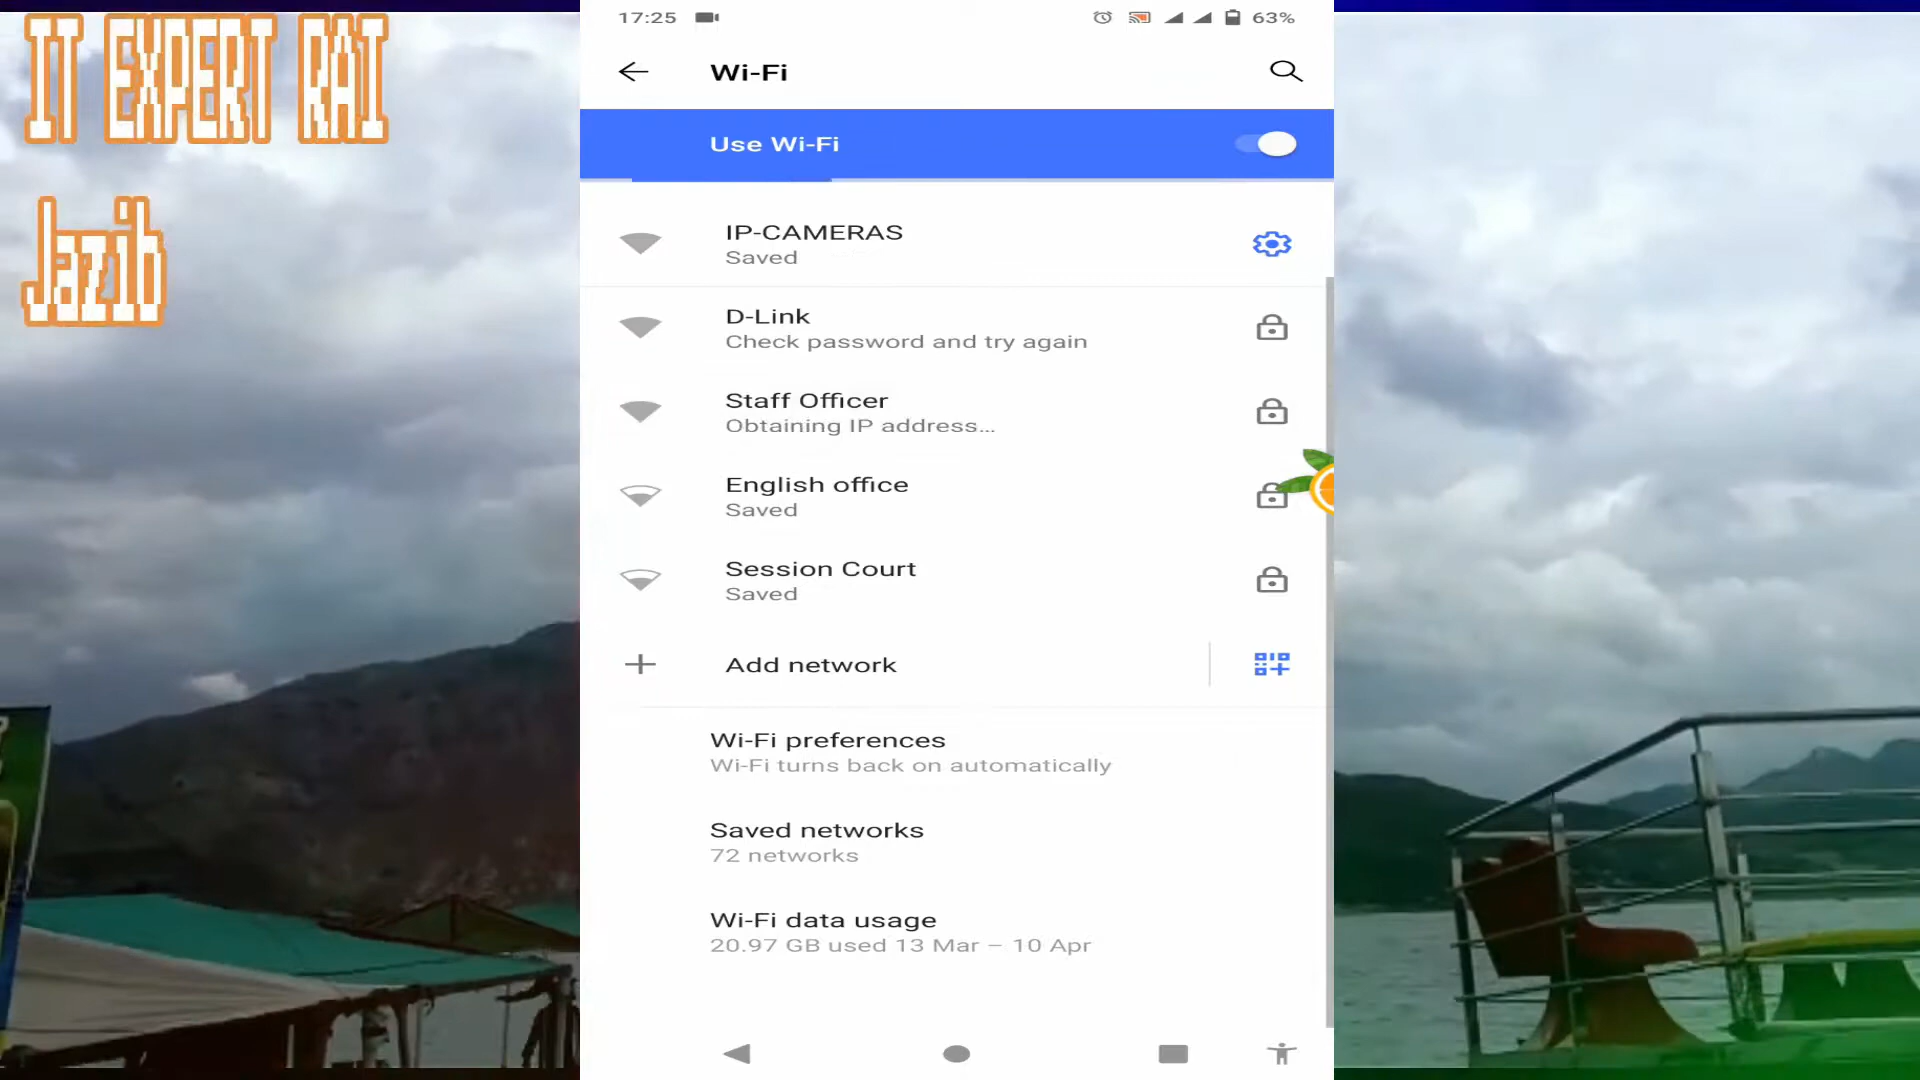 IT EXPERT RAI
Jazib
17:25
63%
Wi-Fi
Use Wi-Fi
IP-CAMERAS
Saved
D-Link
Check password and try again
Staff Officer
Obtaining IP address...
English office
Saved
Session Court
Saved
Add network
Wi-Fi preferences
Wi-Fi turns back on automatically
Saved networks
72 networks
Wi-Fi data usage
20.97 GB used 13 Mar – 10 Apr